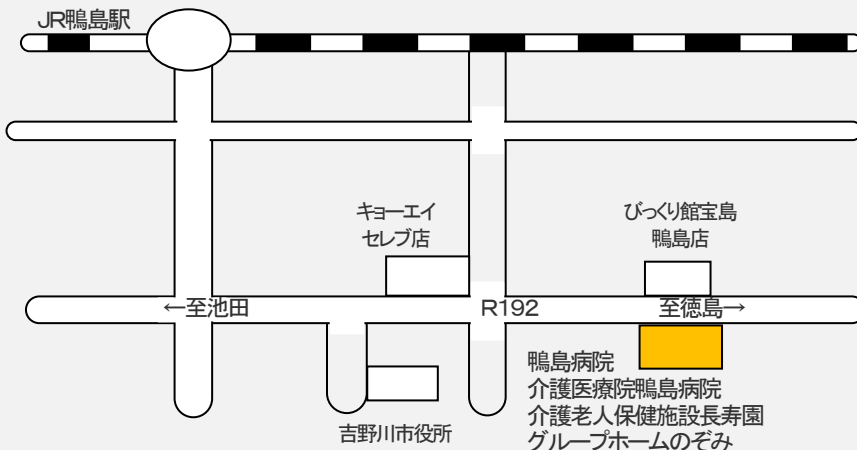 JR鴨島駅
キョーエイ
セレブ店
びっくり館宝島
鴨島店
←至池田
R192
至徳島→
鴨島病院
介護医療院鴨島病院
介護老人保健施設長寿園
グループホームのぞみ
吉野川市役所